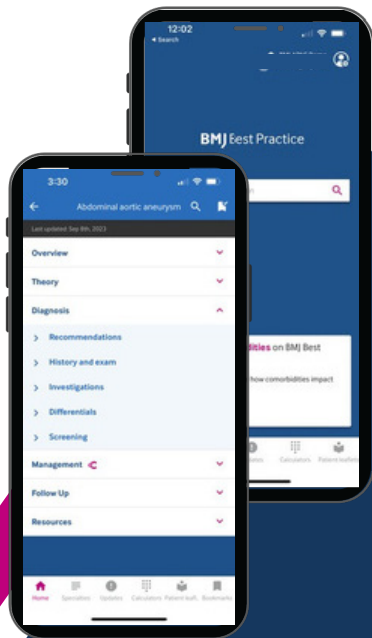 12:02
Search
BMJ Best Practice
dities on BMJ Best
how comorbidities impact
Calculators Patient leaflets
3:30
Abdominal aortic aneurysm
Last updated Sep 8th, 2023
Overview
Theory
Diagnosis
Recommendations
History and exam
Investigations
Differentials
Screening
Management
Follow Up
Resources
Home Specialties Updates Calculators Patient leafl.. Bookmarks